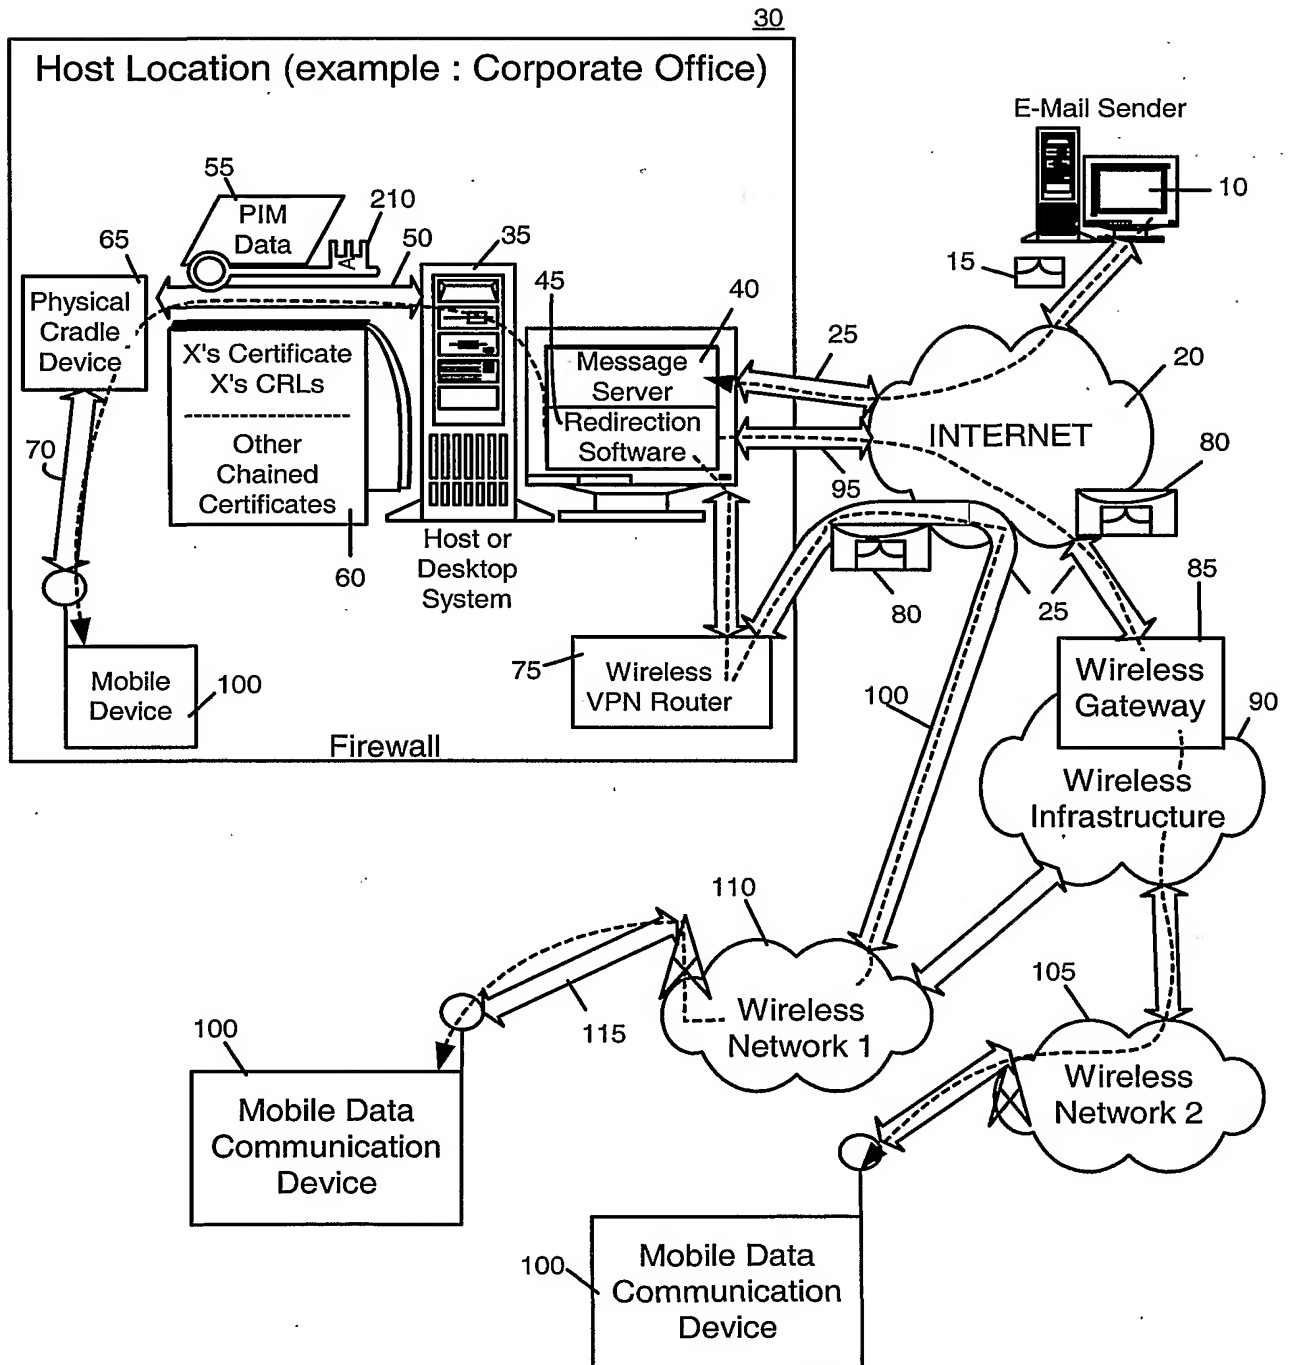 30
Host Location (example : Corporate Office)
E-Mail Sender
10
15
55
PIM
Data
210
A
50
65
35
45
40
Physical
Cradle
Device
X's Certificate
X's CRLs
Other
Chained
Certificates
60
70
Message
Server
Redirection
Software
25
20
INTERNET
95
80
80
25
Host or
Desktop
System
85
Wireless
Gateway
90
Wireless
Infrastructure
75
Wireless
VPN Router
100
Mobile
Device
100
Firewall
110
Wireless
Network 1
115
105
Wireless
Network 2
100
Mobile Data
Communication
Device
100
Mobile Data
Communication
Device